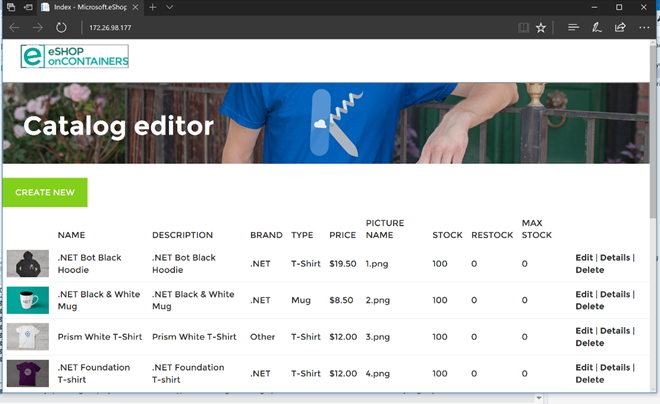 Index - Microsoft.eShop
172.26.98.177
eSHOP
onCONTAINERS
Catalog editor
CREATE NEW
NAME DESCRIPTION BRAND TYPE PRICE PICTURE NAME STOCK RESTOCK MAX STOCK
.NET Bot Black Hoodie .NET Bot Black Hoodie .NET T-Shirt $19.50 1.png 100 0 0 Edit | Details | Delete
.NET Black & White Mug .NET Black & White Mug .NET Mug $8.50 2.png 100 0 0 Edit | Details | Delete
Prism White T-Shirt Prism White T-Shirt Other T-Shirt $12.00 3.png 100 0 0 Edit | Details | Delete
.NET Foundation T-shirt .NET Foundation T-shirt .NET T-Shirt $12.00 4.png 100 0 0 Edit | Details | Delete